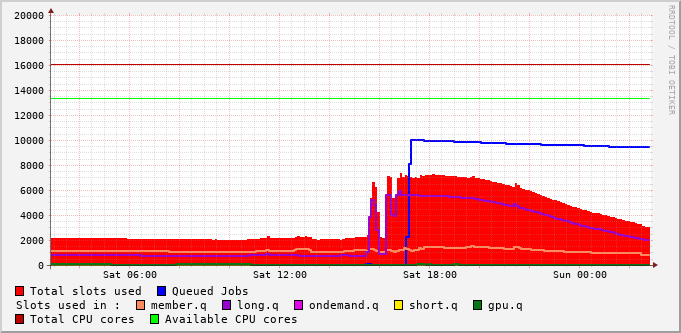 20000
18000
16000
14000
12000
10000
8000
6000
4000
2000
0
Sat 06:00 Sat 12:00 Sat 18:00 Sun 00:00
Total slots used Queued Jobs
Slots used in : member.q long.q ondemand.q short.q gpu.q
Total CPU cores Available CPU cores
RRDTOOL / TOBI OETIKER